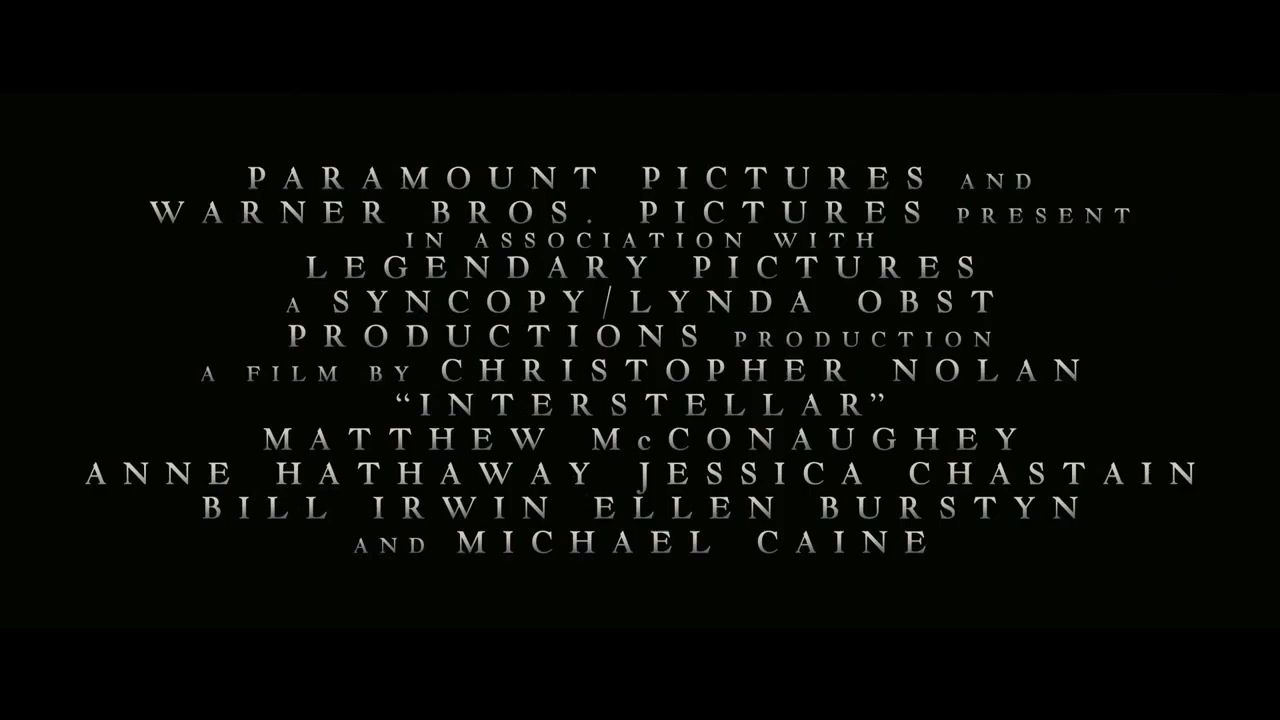 PARAMOUNT PICTURES AND
WARNER BROS. PICTURES PRESENT
IN ASSOCIATION WITH
LEGENDARY PICTURES
A SYNCOPY/LYNDA OBST
PRODUCTIONS PRODUCTION
A FILM BY CHRISTOPHER NOLAN
“INTERSTELLAR”
MATTHEW McCONAUGHEY
ANNE HATHAWAY JESSICA CHASTAIN
BILL IRWIN ELLEN BURSTYN
AND MICHAEL CAINE